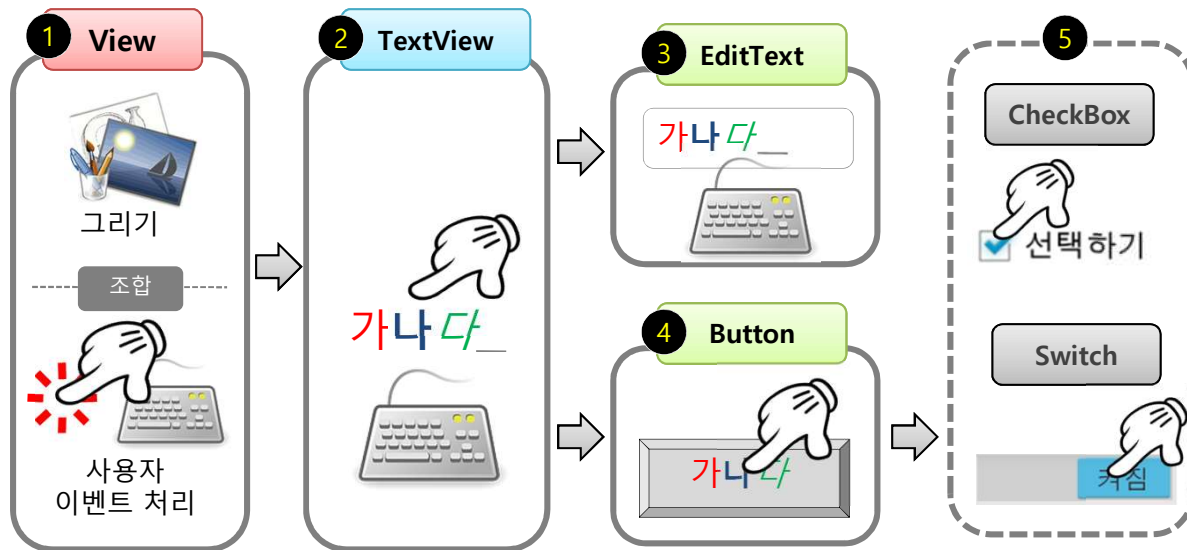 1
View
그리기
조합
사용자
이벤트 처리
2
TextView
가나다_
3
EditText
가나다_
4
Button
가나다
5
CheckBox
선택하기
Switch
켜짐